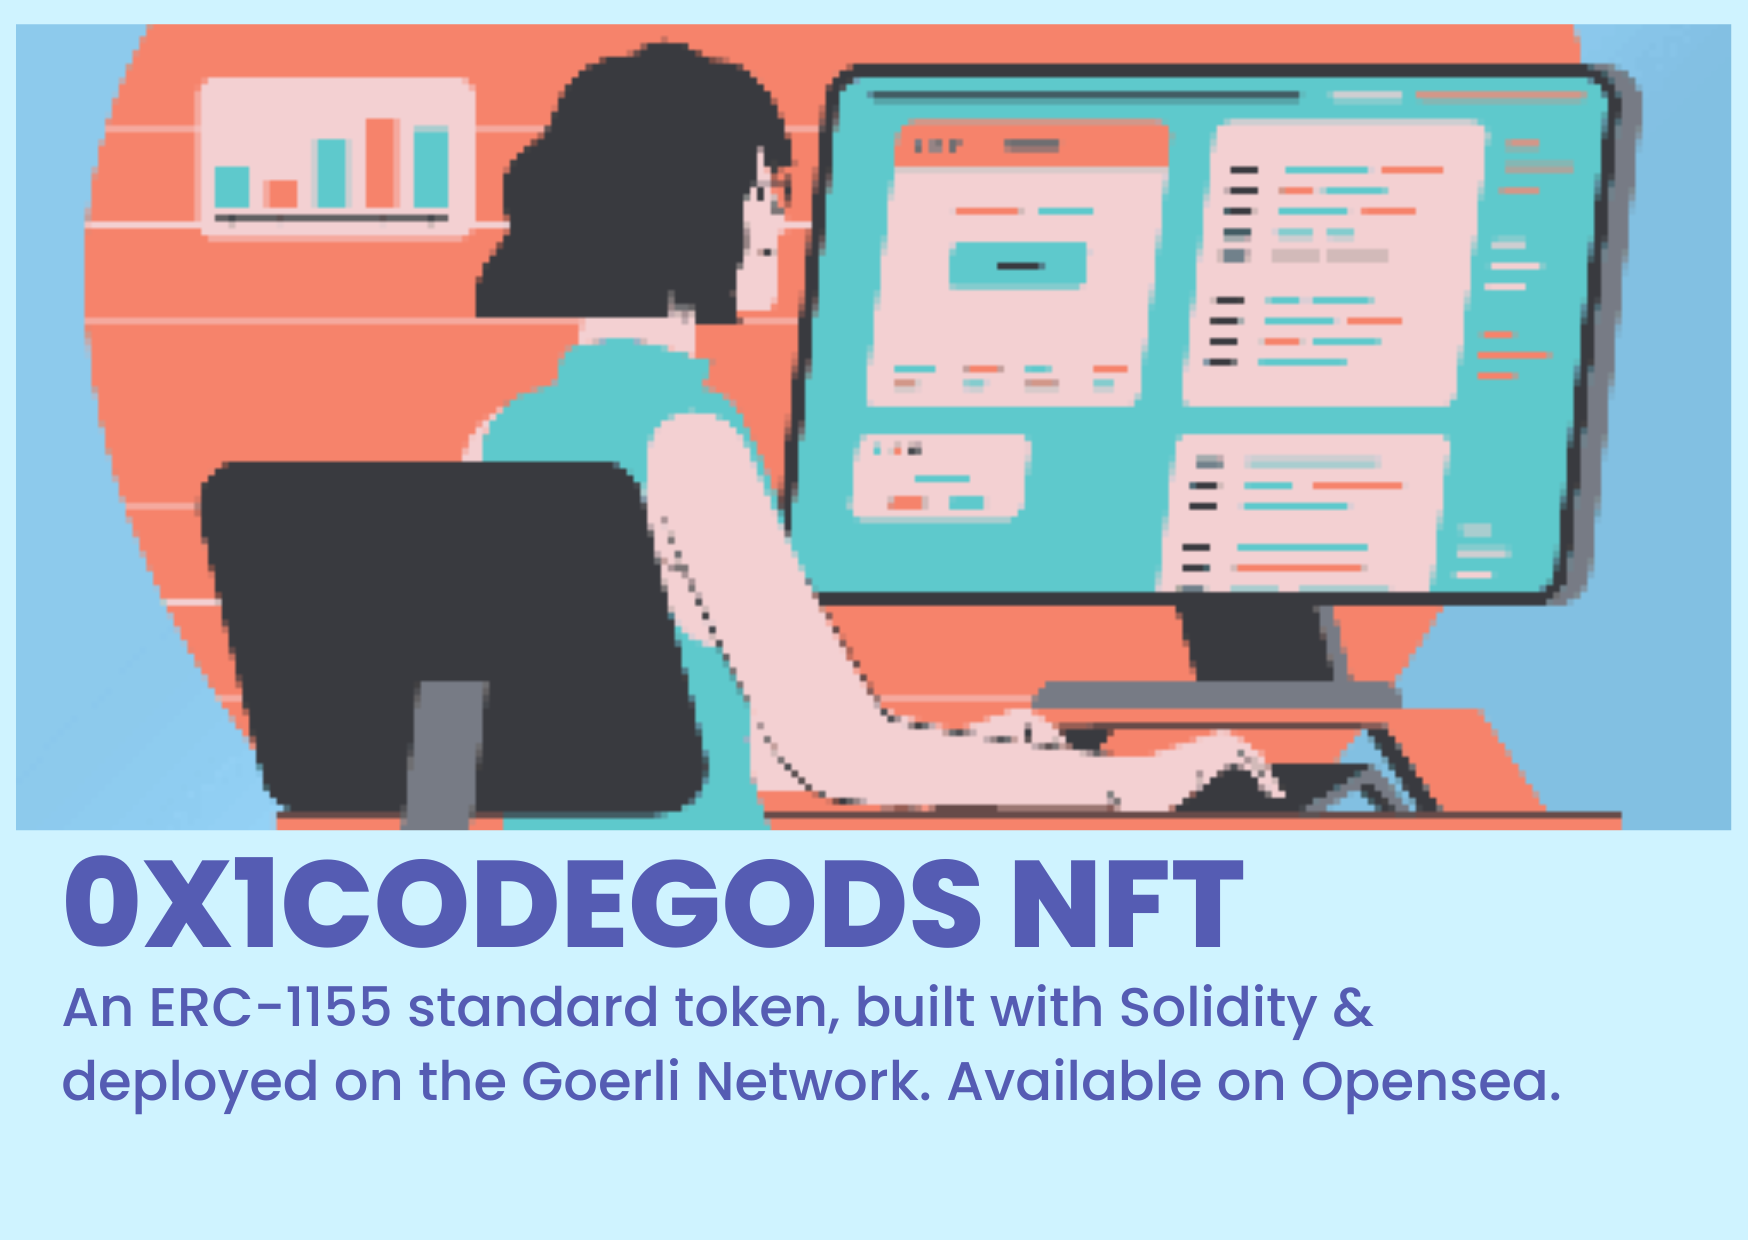 0X1CODEGODS NFT
An ERC-1155 standard token, built with Solidity &
deployed on the Goerli Network. Available on Opensea.